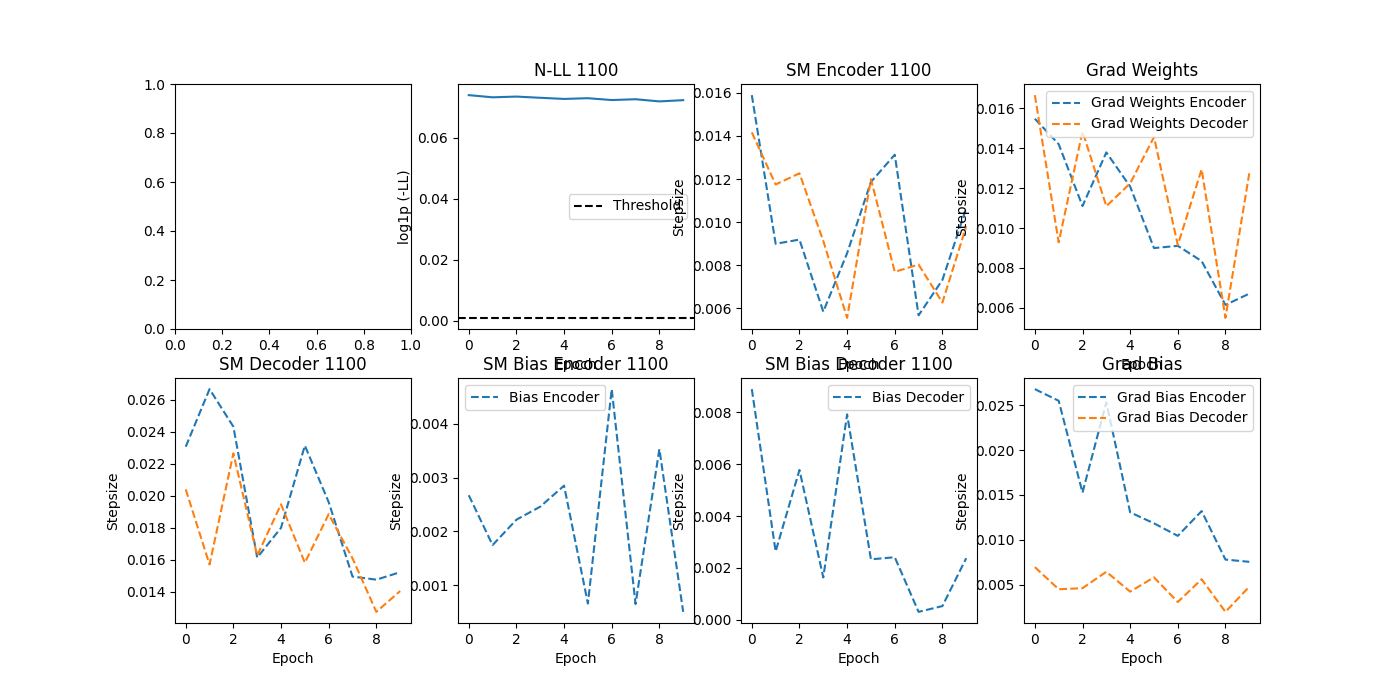 N-LL 1100
SM Encoder 1100
Grad Weights
1.0
0.8
0.6
0.4
0.2
0.0
0.0 0.2 0.4 0.6 0.8 1.0
log1p (-LL)
0.06
0.04
0.02
0.00
Threshold
0 2 4 6 8
Epoch
Stepsize
0.016
0.014
0.012
0.010
0.008
0.006
0 2 4 6 8
Epoch
Stepsize
0.016
0.014
0.012
0.010
0.008
0.006
Grad Weights Encoder
Grad Weights Decoder
0 2 4 6 8
Epoch
SM Decoder 1100
SM Bias Encoder 1100
SM Bias Decoder 1100
Grad Bias
Stepsize
0.026
0.024
0.022
0.020
0.018
0.016
0.014
0 2 4 6 8
Epoch
Stepsize
0.004
0.003
0.002
0.001
Bias Encoder
0 2 4 6 8
Epoch
Stepsize
0.008
0.006
0.004
0.002
0.000
Bias Decoder
0 2 4 6 8
Epoch
Stepsize
0.025
0.020
0.015
0.010
0.005
Grad Bias Encoder
Grad Bias Decoder
0 2 4 6 8
Epoch